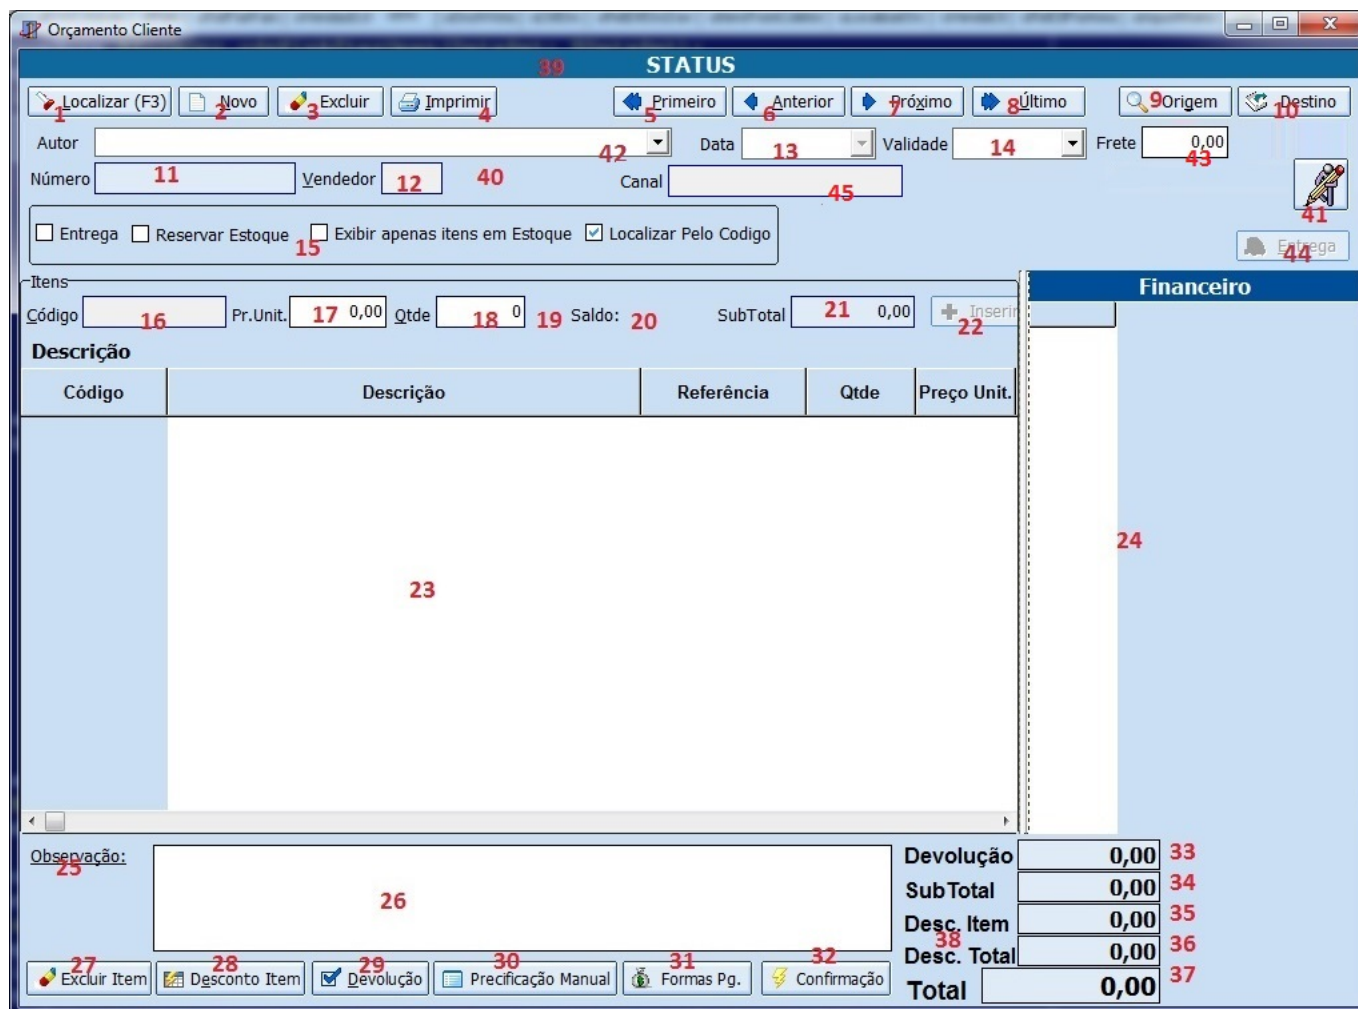 Orçamento Cliente
39 STATUS
Localizar (F3) Novo Excluir Imprimir Primeiro Anterior Próximo Último Origem Destino
1 2 3 4 5 6 7 8 9 10
Autor 42 Data 13 Validade 14 Frete 0,00
43
Número 11 Vendedor 12 40 Canal 45
41
Entrega Reservar Estoque 15 Exibir apenas itens em Estoque Localizar Pelo Codigo
Entrega 44
Itens Financeiro
Código 16 Pr.Unit. 17 0,00 Qtde 18 0 19 Saldo: 20 SubTotal 21 0,00 Inserir 22
Descrição
Código Descrição Referência Qtde Preço Unit.
24
23
Observação: 25 26
Devolução 0,00 33
SubTotal 0,00 34
Desc. Item 0,00 35
38
Desc. Total 0,00 36
27 28 29 30 31 32
Excluir Item Desconto Item Devolução Precificação Manual Formas Pg. Confirmação
Total 0,00 37